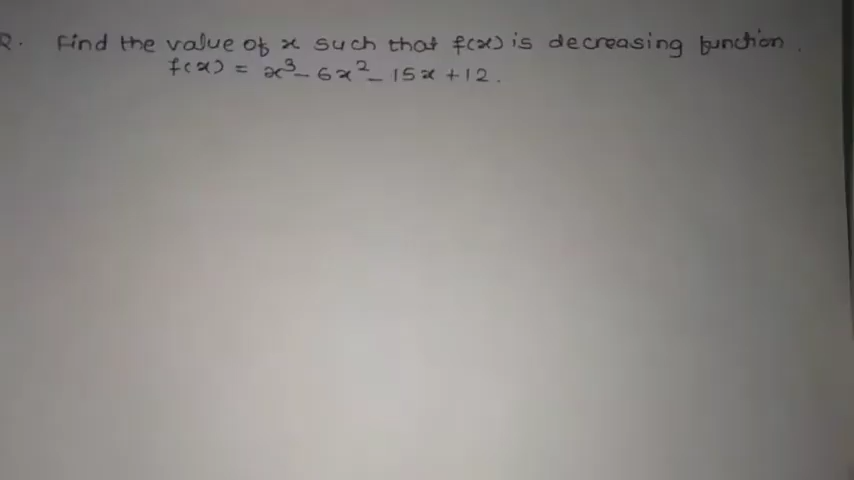 Q. Find the value of x such that f(x) is decreasing function.
f(x) = x³- 6x² - 15x + 12.